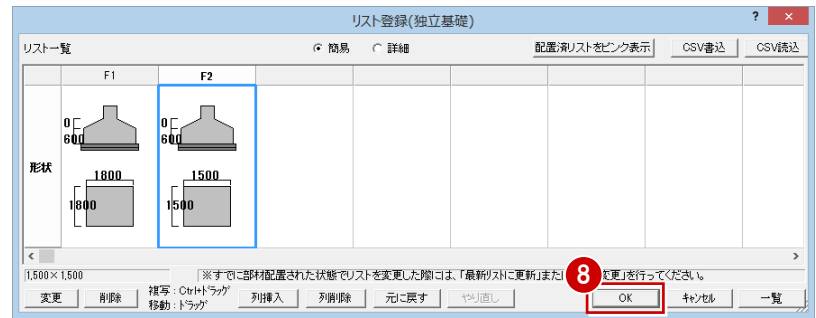 リスト登録(独立基礎)
?
×
リスト一覧
簡易
詳細
配置済リストをピンク表示
CSV書込
CSV読込
F1
F2
形状
0
600
1800
1800
0
600
1500
1500
1,500×1,500
※すでに部材配置された状態でリストを変更した際には、「最新リストに更新」また
変更」を行ってください。
8
変更
削除
複写:Ctrl+ドラッグ
移動:ドラッグ
列挿入
列削除
元に戻す
やり直し
OK
キャンセル
一覧